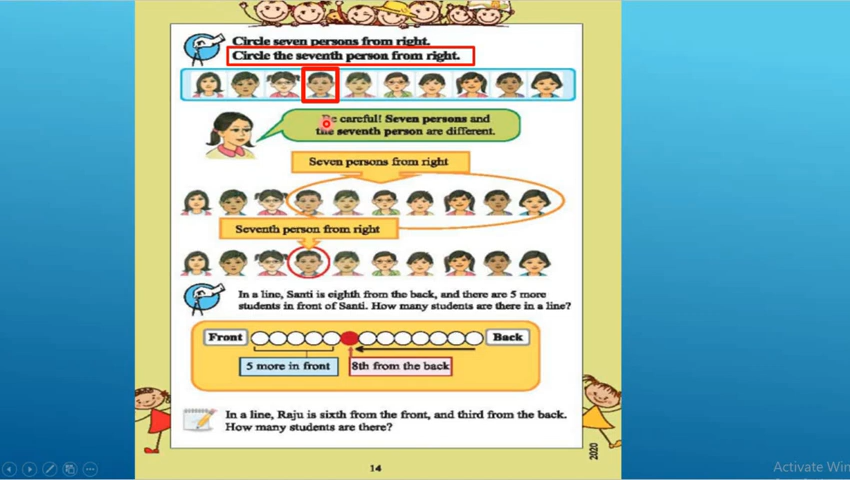 Circle seven persons from right.
Circle the seventh person from right.
Be careful! Seven persons and
the seventh person are different.
Seven persons from right
Seventh person from right
In a line, Santi is eighth from the back, and there are 5 more
students in front of Santi. How many students are there in a line?
Front
Back
5 more in front
8th from the back
In a line, Raju is sixth from the front, and third from the back.
How many students are there?
2020
14
Activate Win